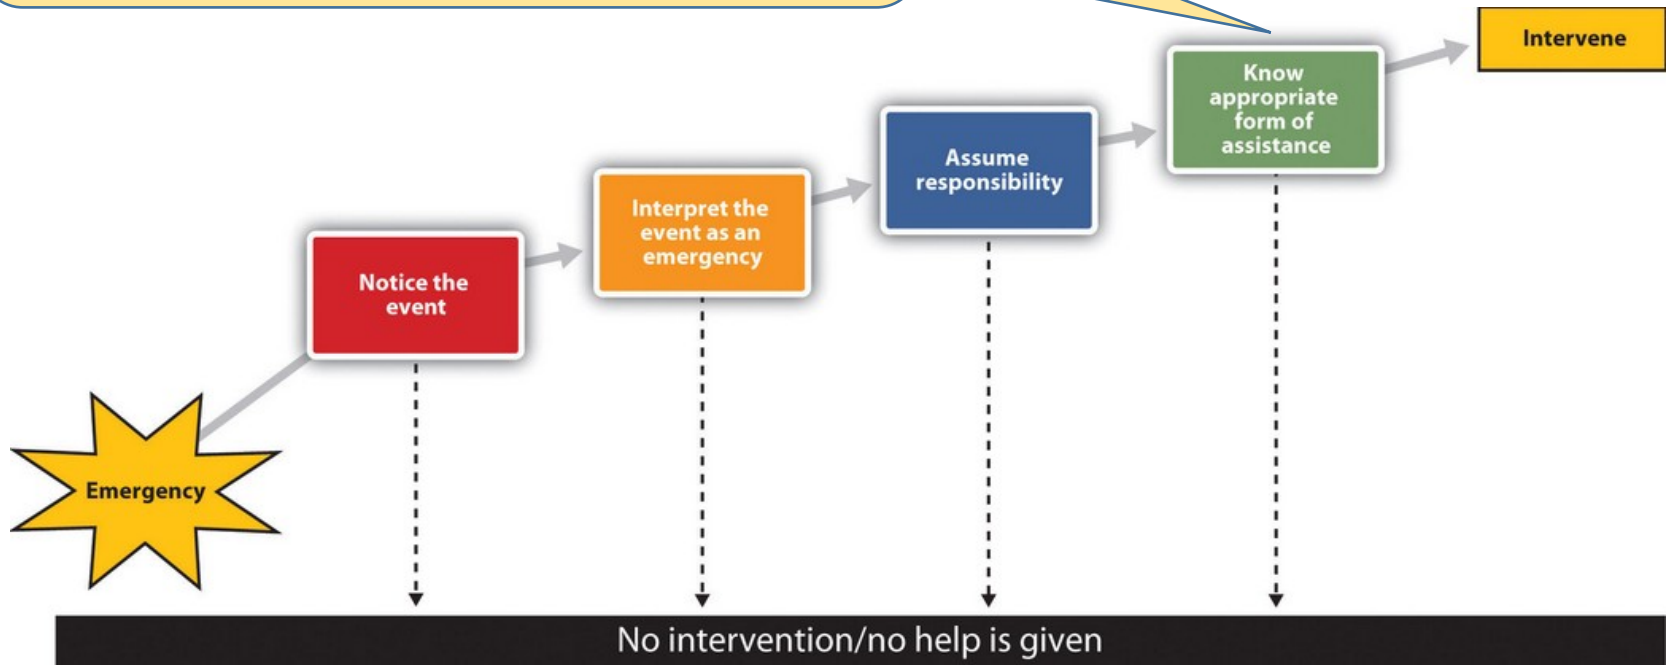 Intervene
Know
appropriate
form of
assistance
Assume
responsibility
Interpret the
event as an
emergency
Notice the
event
Emergency
No intervention/no help is given